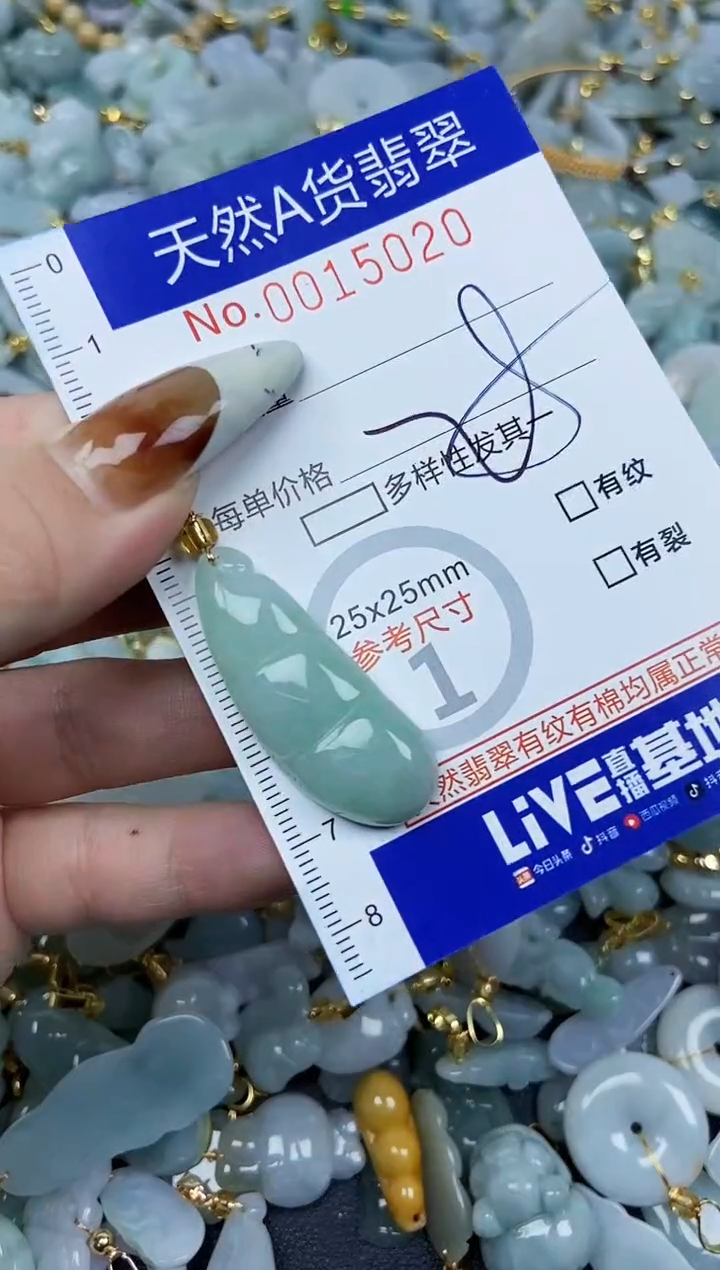 天然A货翡翠
No.0015020
0
1
每单价格
多样性发其一
有纹
有裂
25x25mm
参考尺寸
1
然翡翠有纹有棉均属正常
7
8
LiVE直播基地
今日头条 抖音 西瓜视频 抖